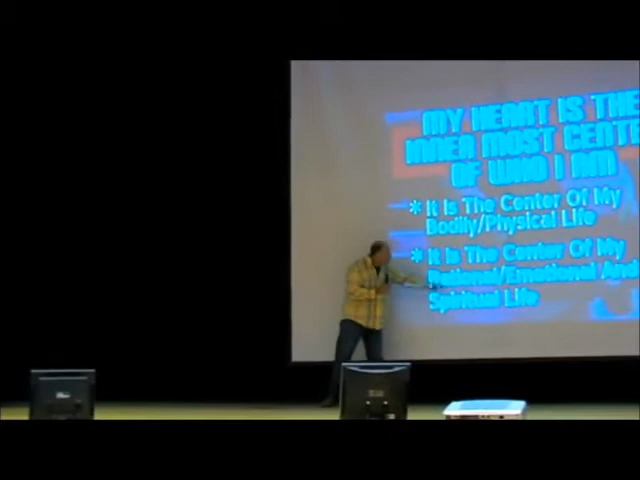 MY HEART IS THE
INNER MOST CENTE
OF WHO I AM
* It Is The Center Of My
Bodily/Physical Life
* It Is The Center Of My
Rational/Emotional And
Spiritual Life